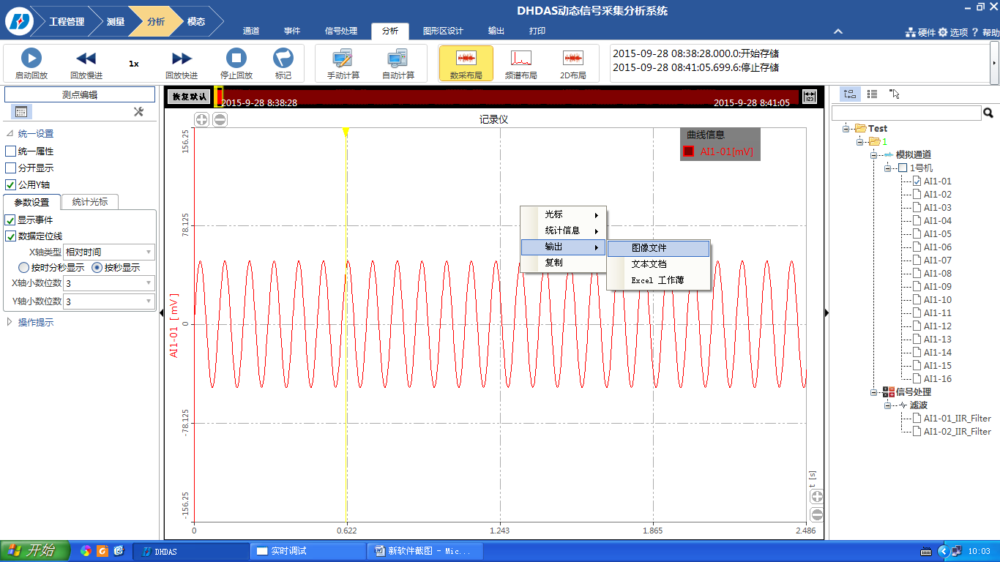 DHDAS动态信号采集分析系统
工程管理 测量 分析 模态
通道 事件 信号处理 分析 图形区设计 输出 打印
硬件 选项 ? 帮助
启动回放 回放慢进 1x 回放快进 停止回放 标记
手动计算 自动计算
数采布局 频谱布局 2D布局
2015-09-28 08:38:28.000.0:开始存储
2015-09-28 08:41:05.699.6:停止存储
测点编辑
统一设置
统一属性
分开显示
公用Y轴
参数设置 统计光标
显示事件
数据定位线
X轴类型 相对时间
按时分秒显示 按秒显示
X轴小数位数 3
Y轴小数位数 3
操作提示
恢复默认
2015-9-28 8:38:28
2015-9-28 8:41:05
123
记录仪
曲线信息
AI1-01[mV]
156.25
78.125
0
-78.125
-156.25
AI1-01 [ mV ]
光标
统计信息
输出
复制
图像文件
文本文档
Excel 工作薄
t [s]
0 0.622 1.243 1.865 2.486
Test
1
模拟通道
1号机
AI1-01
AI1-02
AI1-03
AI1-04
AI1-05
AI1-06
AI1-07
AI1-08
AI1-09
AI1-10
AI1-11
AI1-12
AI1-13
AI1-14
AI1-15
AI1-16
信号处理
滤波
AI1-01_IIR_Filter
AI1-02_IIR_Filter
开始
DHDAS
实时调试
新软件截图 - Mic...
10:03